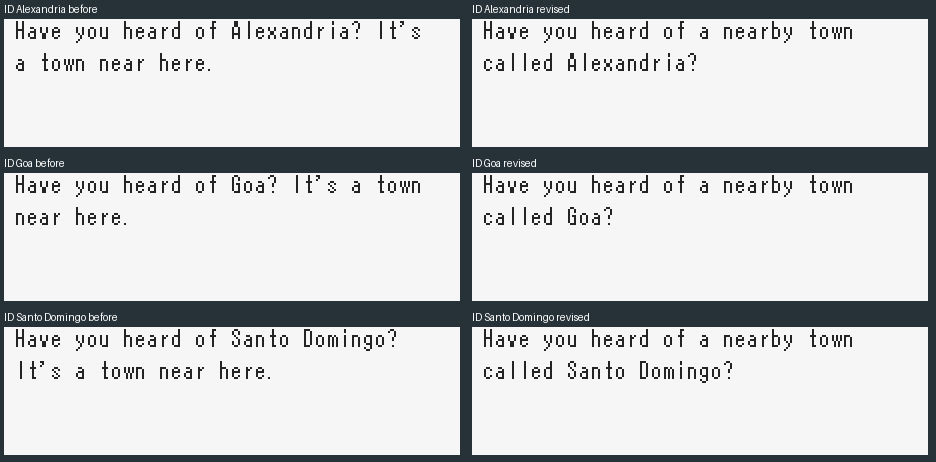 ID Alexandria before
Have you heard of Alexandria? It's
a town near here.
ID Alexandria revised
Have you heard of a nearby town
called Alexandria?
ID Goa before
Have you heard of Goa? It's a town
near here.
ID Goa revised
Have you heard of a nearby town
called Goa?
ID Santo Domingo before
Have you heard of Santo Domingo?
It's a town near here.
ID Santo Domingo revised
Have you heard of a nearby town
called Santo Domingo?